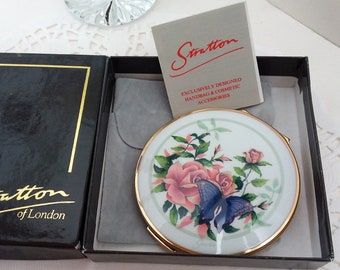 Stratton
EXCLUSIVELY DESIGNED
HANDBAG & COSMETIC
ACCESSORIES
Stratton
of London